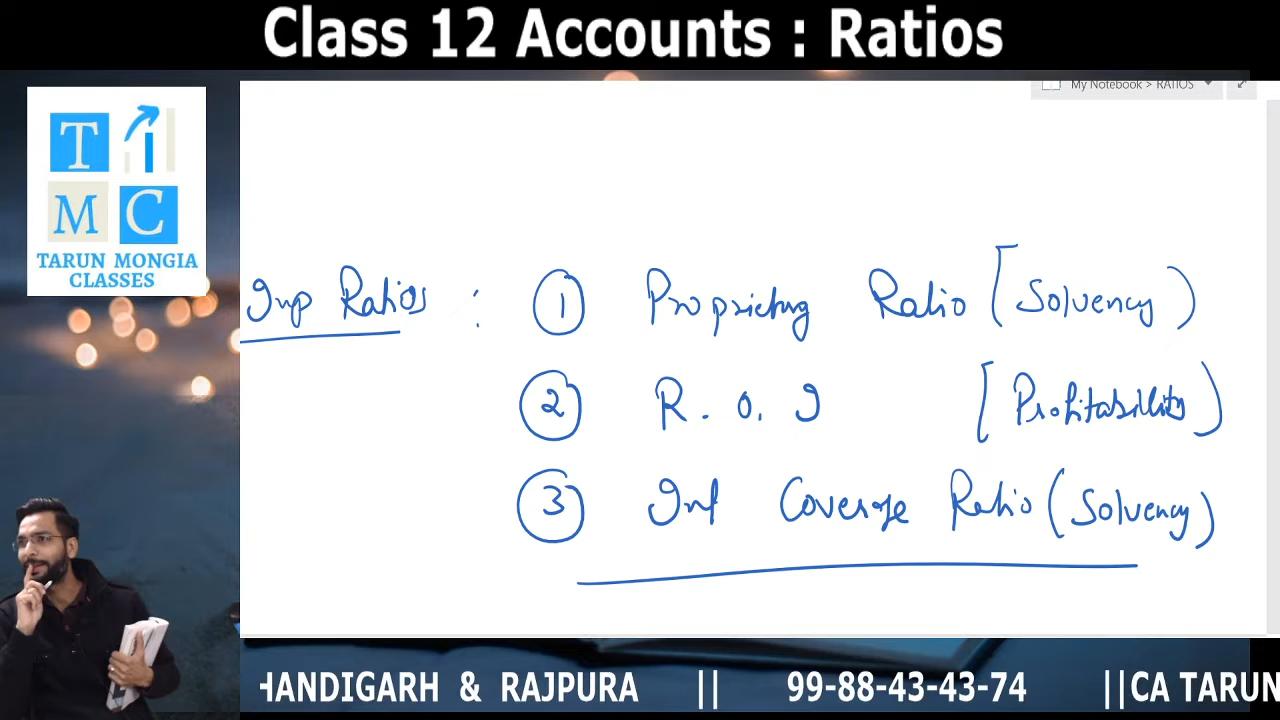 Class 12 Accounts : Ratios
My Notebook > RATIOS
T
M C
TARUN MONGIA
CLASSES
Imp Ratios : 1 Proprietary Ratio [Solvency)
2 R. O. I [Profitability)
3 Int Coverage Ratio (Solvency)
HANDIGARH & RAJPURA || 99-88-43-43-74 ||CA TARUN